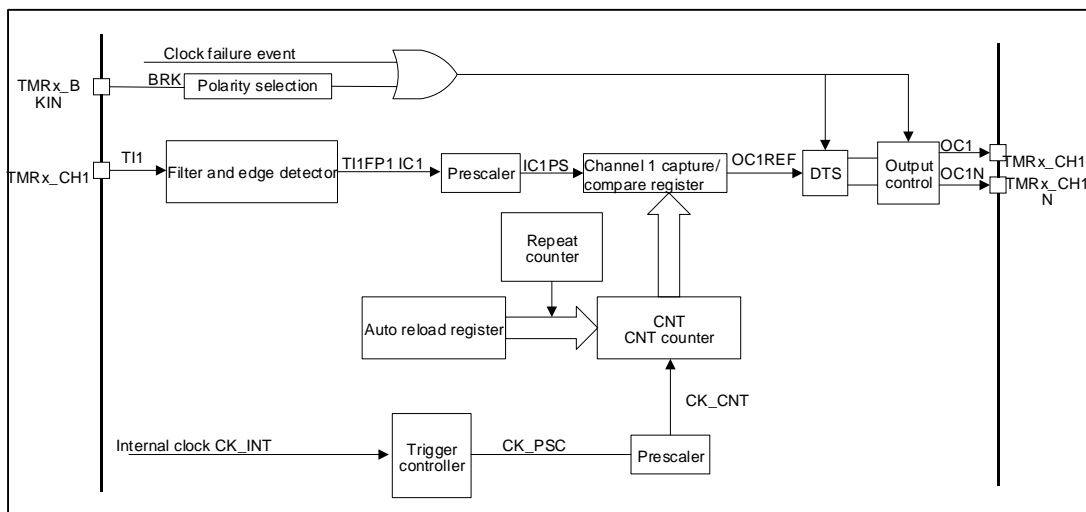 Clock failure event
TMRx_B
KIN
BRK
Polarity selection
TMRx_CH1
TI1
Filter and edge detector
TI1FP1 IC1
Prescaler
IC1PS
Channel 1 capture/
compare register
OC1REF
DTS
Output
control
OC1
TMRx_CH1
OC1N
TMRx_CH1
N
Repeat
counter
Auto reload register
CNT
CNT counter
CK_CNT
Internal clock CK_INT
Trigger
controller
CK_PSC
Prescaler